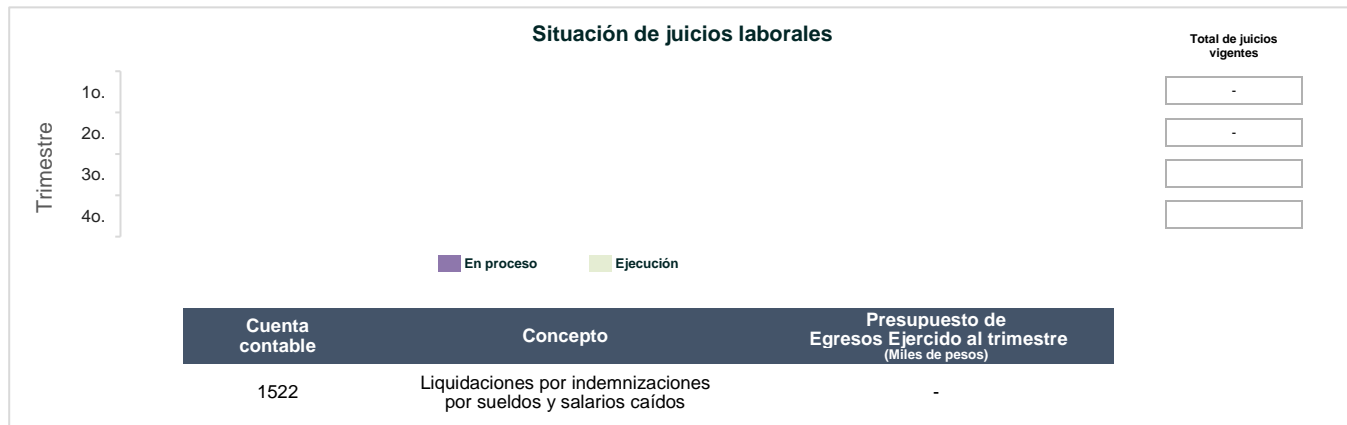 Situación de juicios laborales
Total de juicios
vigentes
Trimestre
1o.
-
2o.
-
3o.
4o.
En proceso
Ejecución
Cuenta
contable
Concepto
Presupuesto de
Egresos Ejercido al trimestre
(Miles de pesos)
1522
Liquidaciones por indemnizaciones
por sueldos y salarios caídos
-